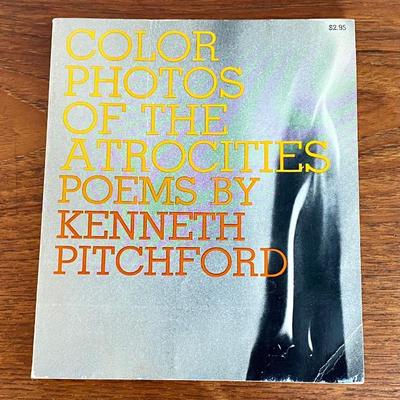 $2.95
COLOR
PHOTOS
OF THE
ATROCITIES
POEMS BY
KENNETH
PITCHFORD